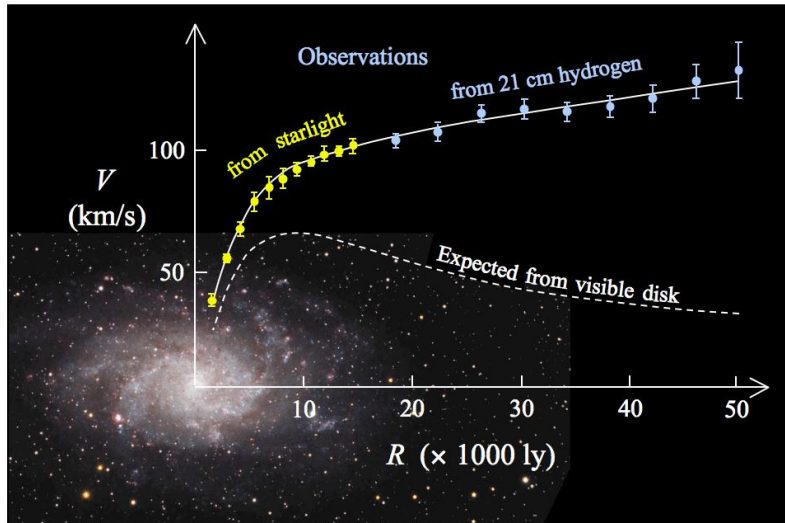 Observations
from starlight
from 21 cm hydrogen
100
V
(km/s)
50
Expected from visible disk
10
20
30
40
50
R (× 1000 ly)